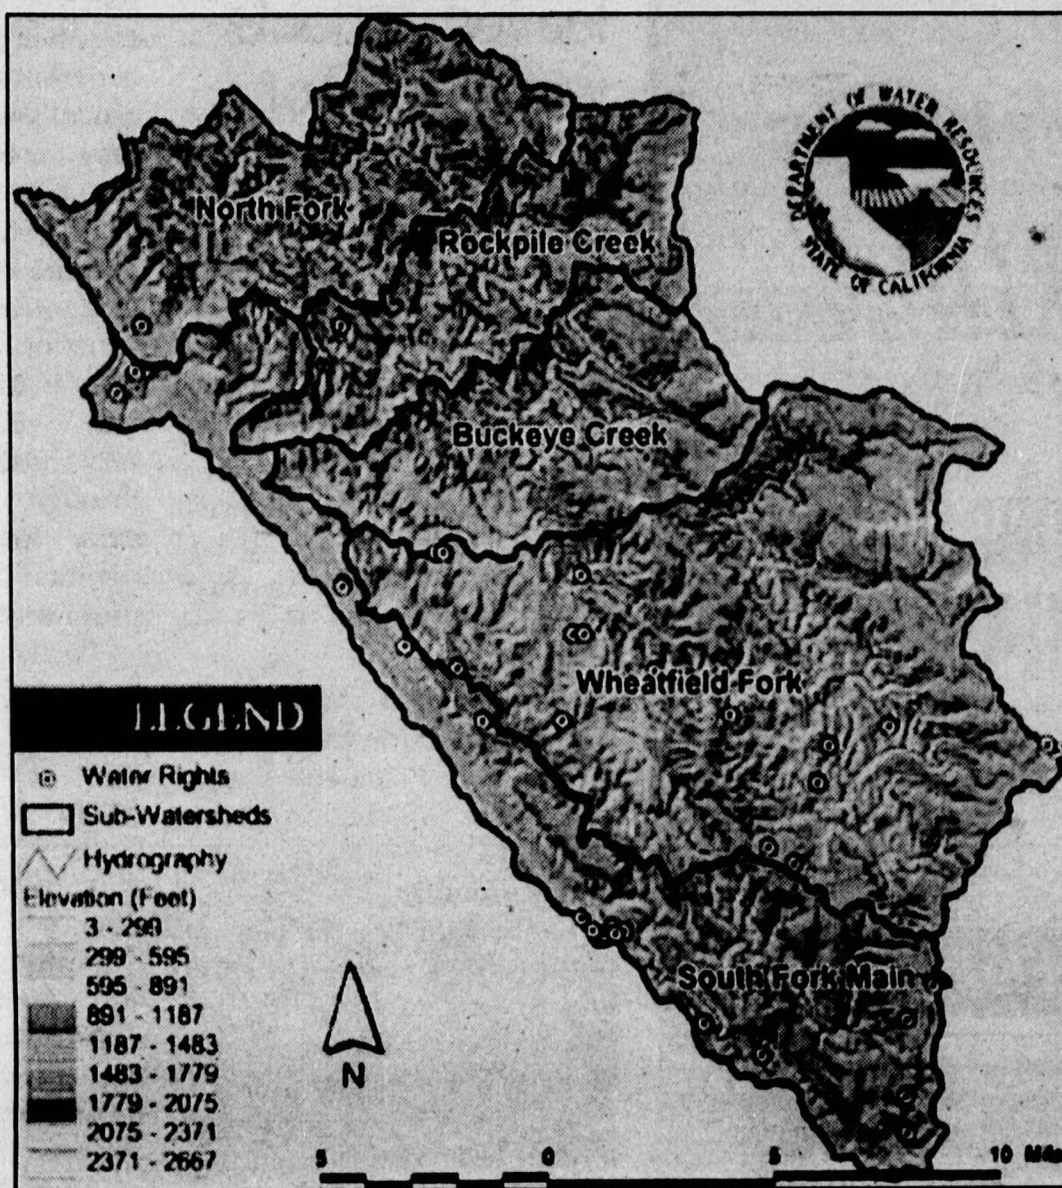 DEPARTMENT OF WATER RESOURCES
STATE OF CALIFORNIA
North Fork
Rockpile Creek
Buckeye Creek
Wheatfield Fork
South Fork Main
LEGEND
Water Rights
Sub-Watersheds
Hydrography
Elevation (Feet)
3 - 299
299 - 595
595 - 891
891 - 1187
1187 - 1483
1483 - 1779
1779 - 2075
2075 - 2371
2371 - 2667
N
5 0 5 10